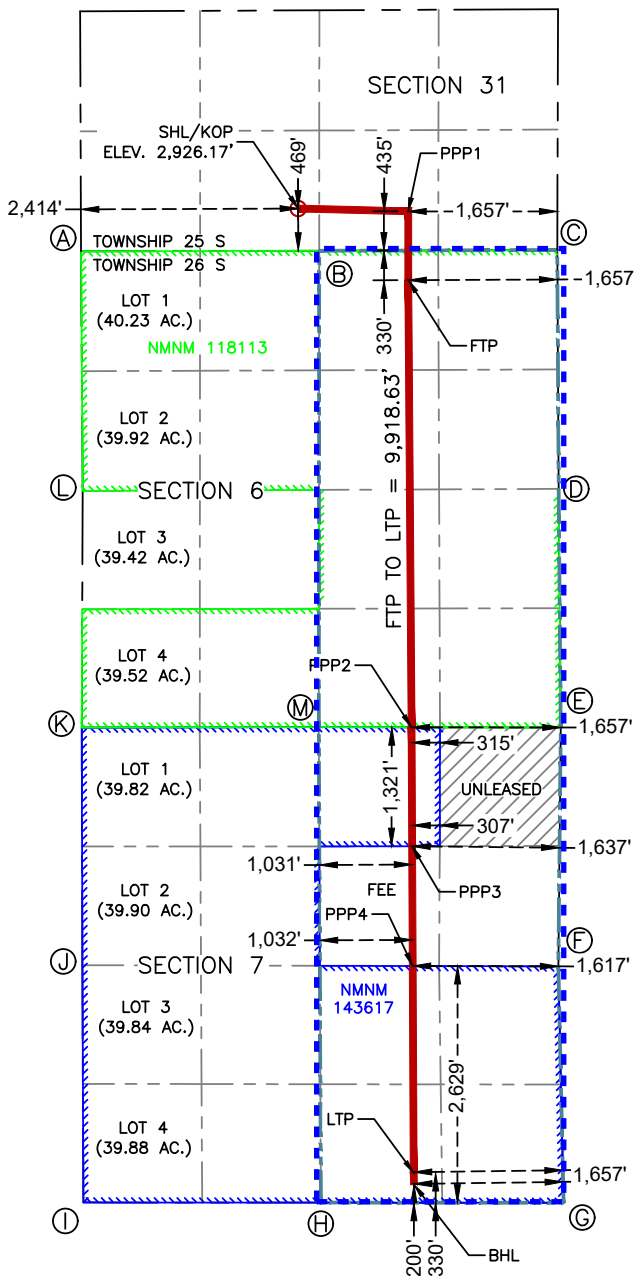 SECTION 31
SHL/KOP
ELEV. 2,926.17'
469'
435'
PPP1
2,414'
1,657'
A
TOWNSHIP 25 S
C
TOWNSHIP 26 S
B
1,657
LOT 1
(40.23 AC.)
330'
NMNM 118113
FTP
LOT 2
(39.92 AC.)
FTP TO LTP = 9,918.63'
L
SECTION 6
D
LOT 3
(39.42 AC.)
LOT 4
(39.52 AC.)
PPP2
M
E
K
1,657'
315'
LOT 1
(39.82 AC.)
1,321'
UNLEASED
307'
1,637'
1,031'
FEE
PPP3
LOT 2
(39.90 AC.)
PPP4
1,032'
F
J
SECTION 7
1,617'
NMNM
143617
LOT 3
(39.84 AC.)
2,629'
LOT 4
(39.88 AC.)
LTP
1,657'
I
H
G
200'
330'
BHL